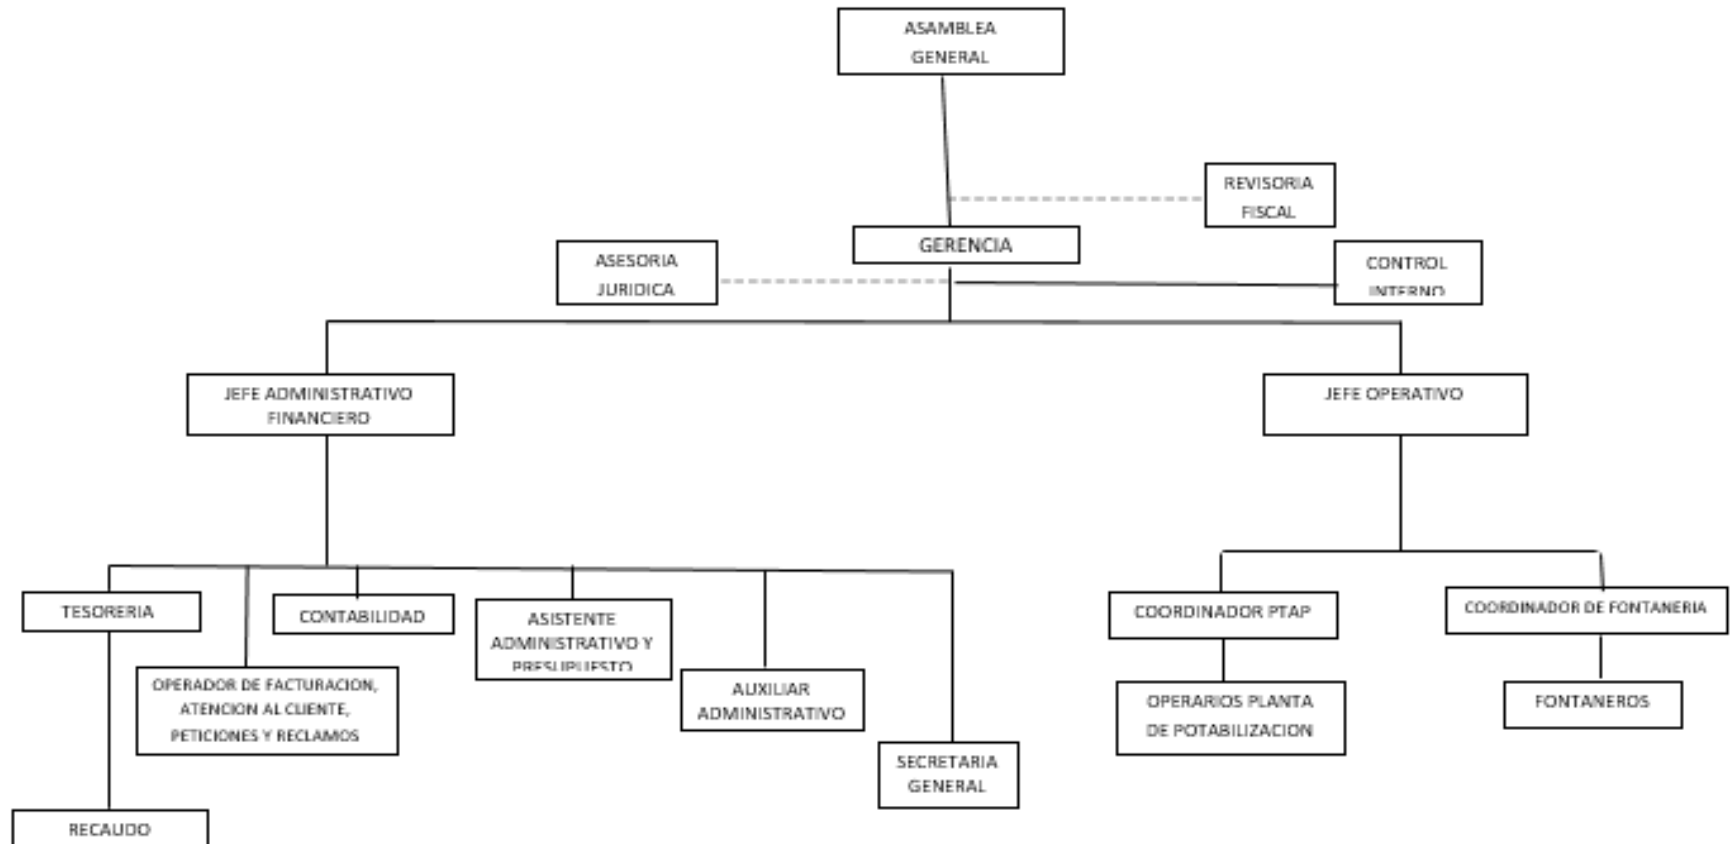 ASAMBLEA
GENERAL
REVISORIA
FISCAL
GERENCIA
ASESORIA
JURIDICA
CONTROL
INTERNO
JEFE ADMINISTRATIVO
FINANCIERO
JEFE OPERATIVO
TESORERIA
CONTABILIDAD
ASISTENTE
ADMINISTRATIVO Y
PRESUPUESTO
COORDINADOR PTAP
COORDINADOR DE FONTANERIA
OPERADOR DE FACTURACION,
ATENCION AL CLIENTE,
PETICIONES Y RECLAMOS
AUXILIAR
ADMINISTRATIVO
OPERARIOS PLANTA
DE POTABILIZACION
FONTANEROS
SECRETARIA
GENERAL
RECAUDO